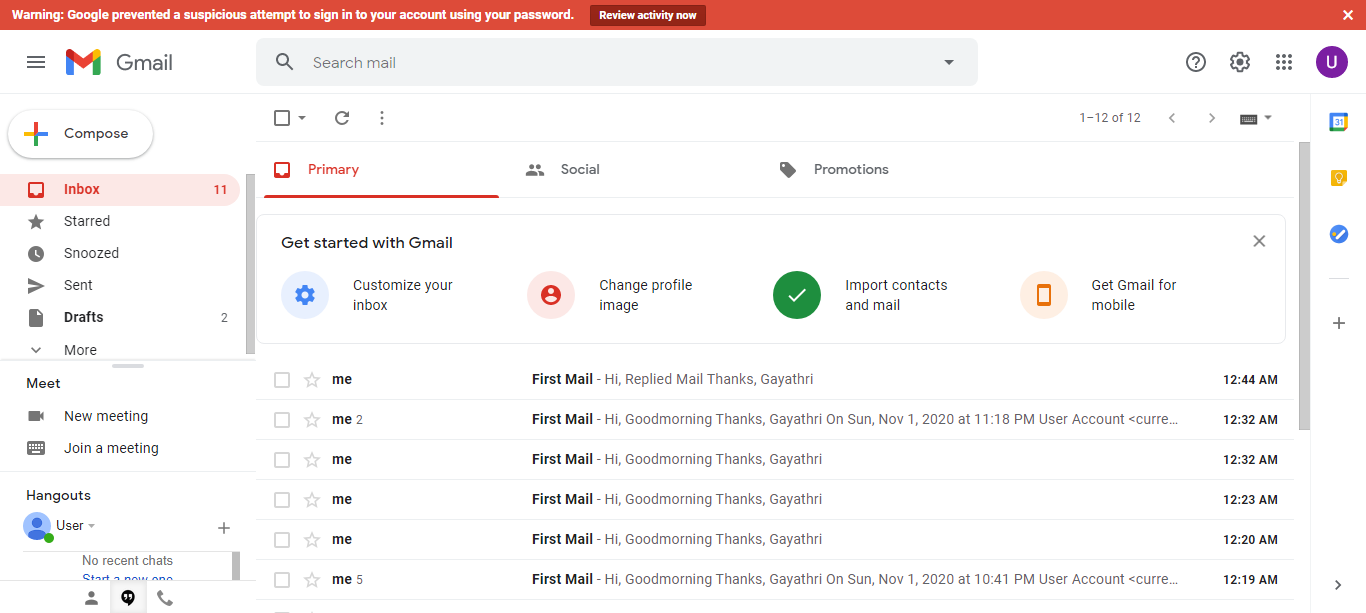 Warning: Google prevented a suspicious attempt to sign in to your account using your password. Review activity now
Gmail
Search mail
U
Compose
1–12 of 12
31
Inbox 11
Starred
Snoozed
Sent
Drafts 2
More
Meet
New meeting
Join a meeting
Hangouts
User
No recent chats
Start a new one
Primary
Social
Promotions
Get started with Gmail
Customize your
inbox
Change profile
image
Import contacts
and mail
Get Gmail for
mobile
me First Mail - Hi, Replied Mail Thanks, Gayathri 12:44 AM
me 2 First Mail - Hi, Goodmorning Thanks, Gayathri On Sun, Nov 1, 2020 at 11:18 PM User Account <curre... 12:32 AM
me First Mail - Hi, Goodmorning Thanks, Gayathri 12:32 AM
me First Mail - Hi, Goodmorning Thanks, Gayathri 12:23 AM
me First Mail - Hi, Goodmorning Thanks, Gayathri 12:20 AM
me 5 First Mail - Hi, Goodmorning Thanks, Gayathri On Sun, Nov 1, 2020 at 10:41 PM User Account <curre... 12:19 AM